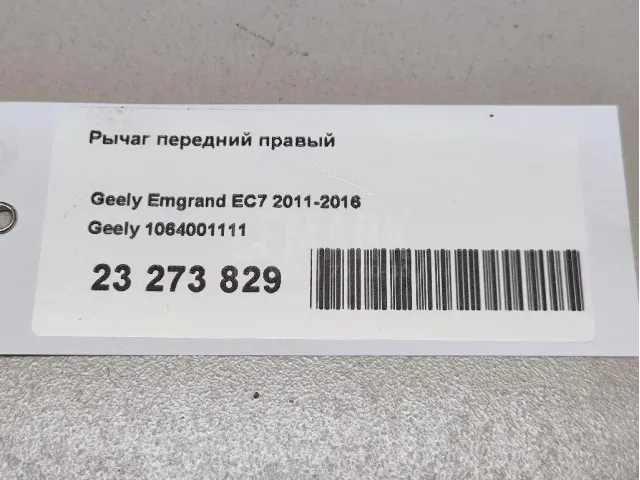 Рычаг передний правый
Geely Emgrand EC7 2011-2016
Geely 1064001111
23 273 829